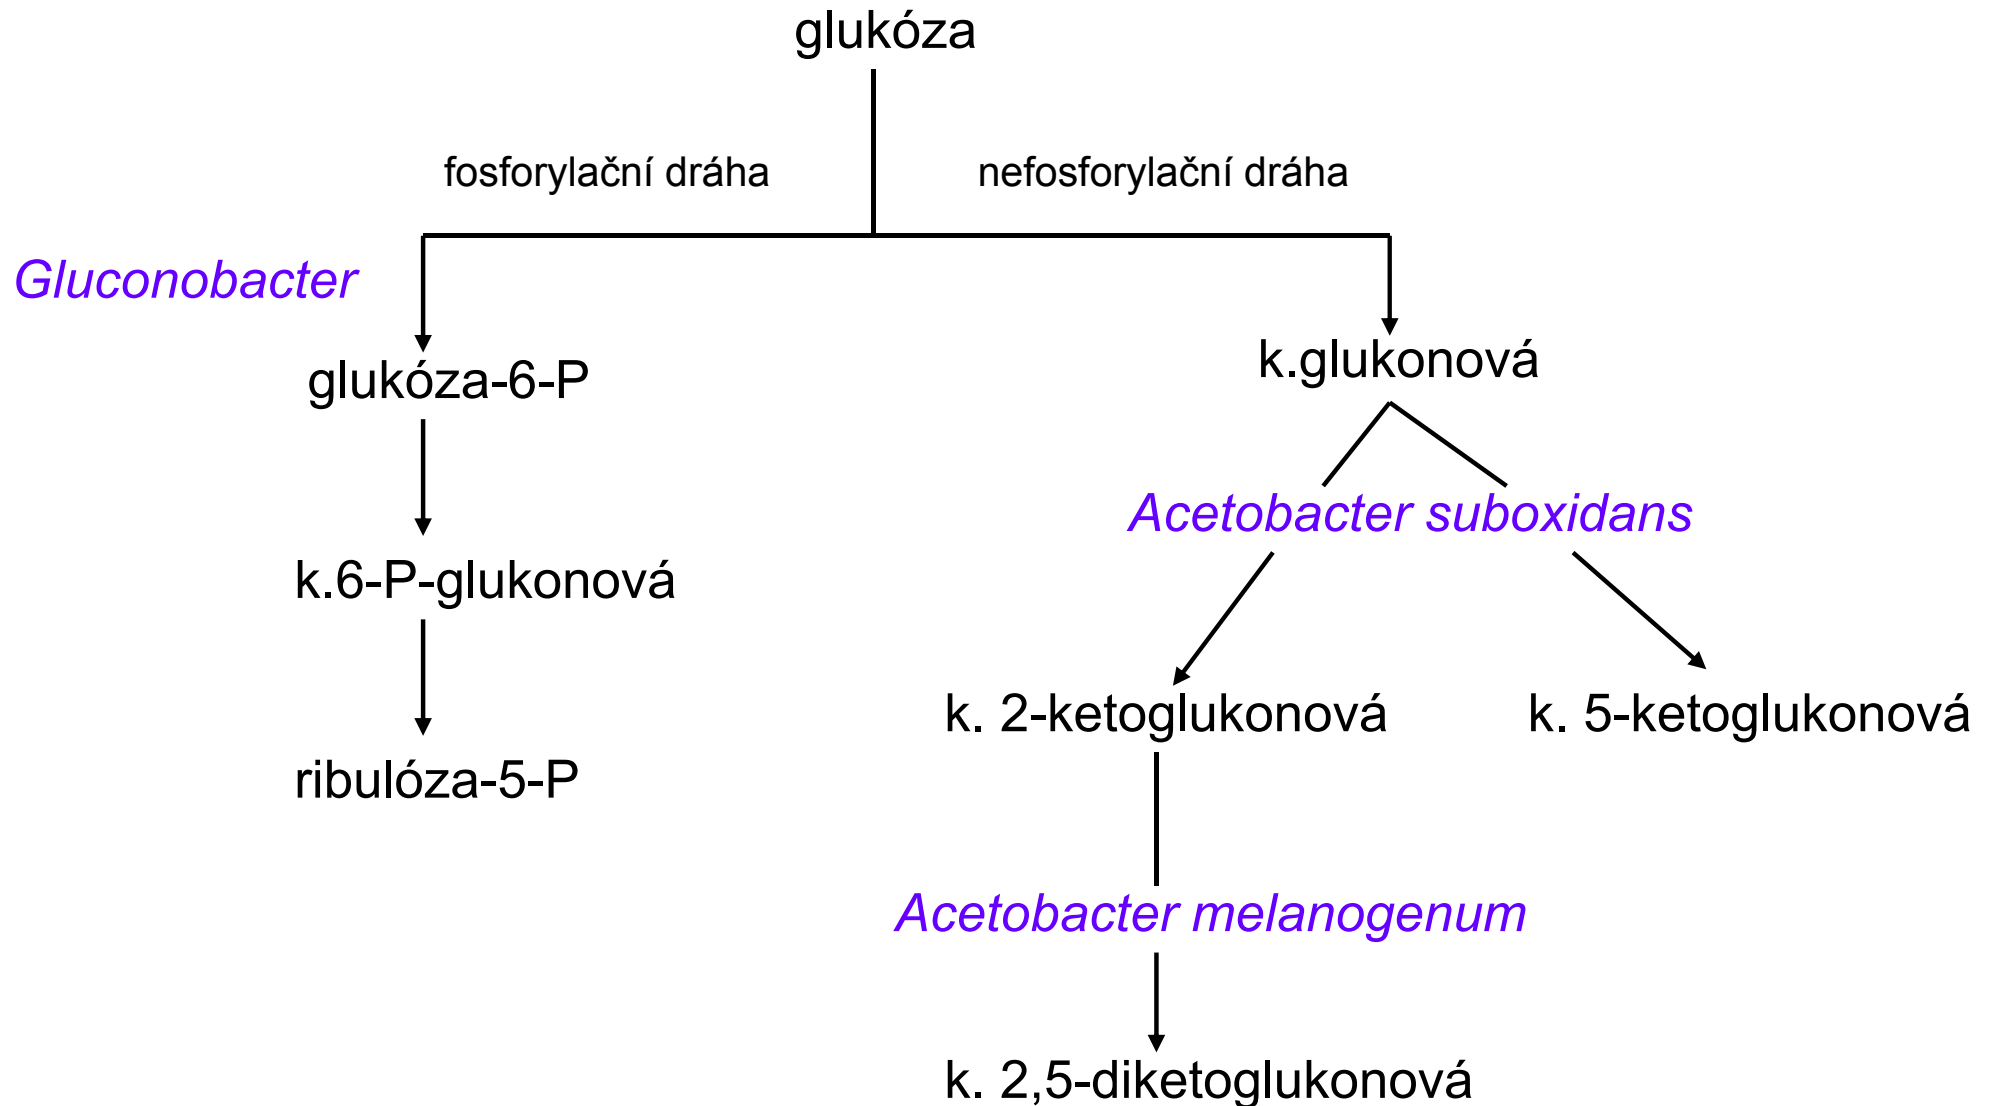 glukóza
fosforylační dráha
nefosforylační dráha
Gluconobacter
glukóza-6-P
k.glukonová
Acetobacter suboxidans
k.6-P-glukonová
k. 2-ketoglukonová
k. 5-ketoglukonová
ribulóza-5-P
Acetobacter melanogenum
k. 2,5-diketoglukonová